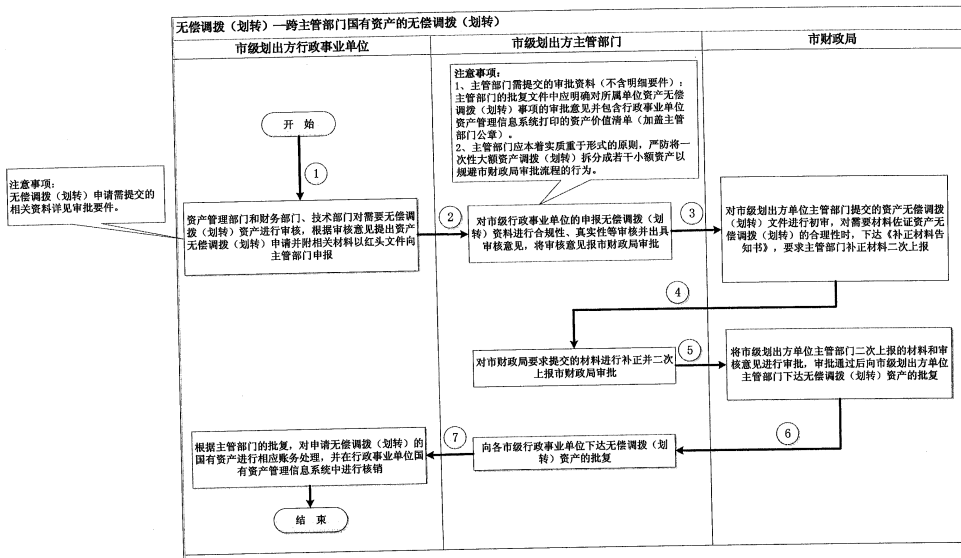 无偿调拨（划转）—跨主管部门国有资产的无偿调拨（划转）
市级划出方行政事业单位
市级划出方主管部门
市财政局
注意事项：
1、主管部门需提交的审批资料（不含明细要件）：
主管部门的批复文件中应明确对所属单位资产无偿
调拨（划转）事项的审批意见并包含行政事业单位
资产管理信息系统打印的资产价值清单（加盖主管
部门公章）。
2、主管部门应本着实质重于形式的原则，严防将一
次性大额资产调拨（划转）拆分成若干小额资产以
规避市财政局审批流程的行为。
开 始
1
注意事项：
无偿调拨（划转）申请需提交的
相关资料详见审批要件。
资产管理部门和财务部门、技术部门对需要无偿调
拨（划转）资产进行审核，根据审核意见提出资产
无偿调拨（划转）申请并附相关材料以红头文件向
主管部门申报
2
对市级行政事业单位的申报无偿调拨（划
转）资料进行合规性、真实性等审核并出具
审核意见，将审核意见报市财政局审批
3
对市级划出方单位主管部门提交的资产无偿调拨
（划转）文件进行初审，对需要材料佐证资产无
偿调拨（划转）的合理性时，下达《补正材料告
知书》，要求主管部门补正材料二次上报
4
对市财政局要求提交的材料进行补正并二次
上报市财政局审批
5
将市级划出方单位主管部门二次上报的材料和审
核意见进行审批，审批通过后向市级划出方单位
主管部门下达无偿调拨（划转）资产的批复
6
向各市级行政事业单位下达无偿调拨（划
转）资产的批复
7
根据主管部门的批复，对申请无偿调拨（划转）的
国有资产进行相应账务处理，并在行政事业单位国
有资产管理信息系统中进行核销
结 束